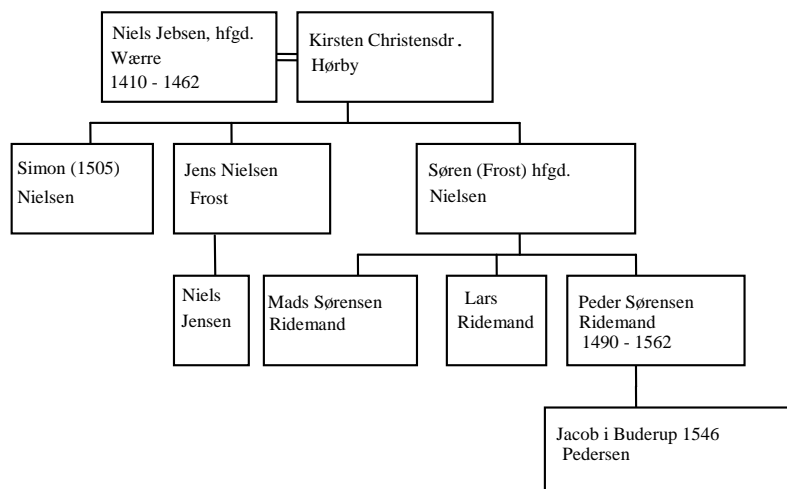 Niels Jebsen, hfgd.
Wærre
1410 - 1462
Kirsten Christensdr.
Hørby
Simon (1505)
Nielsen
Jens Nielsen
Frost
Søren (Frost) hfgd.
Nielsen
Niels
Jensen
Mads Sørensen
Ridemand
Lars
Ridemand
Peder Sørensen
Ridemand
1490 - 1562
Jacob i Buderup 1546
Pedersen